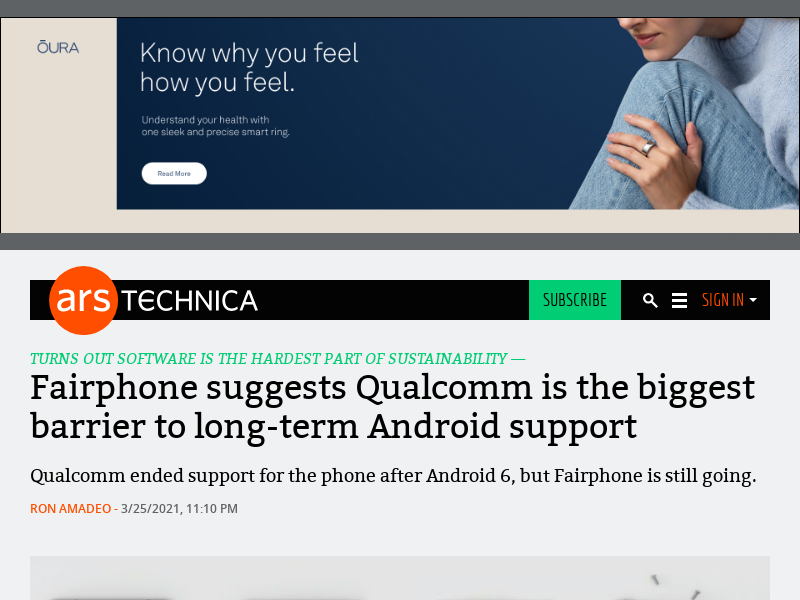 ŌURA
Know why you feel
how you feel.
Understand your health with
one sleek and precise smart ring.
Read More
ars TECHNICA
SUBSCRIBE
SIGN IN
TURNS OUT SOFTWARE IS THE HARDEST PART OF SUSTAINABILITY —
Fairphone suggests Qualcomm is the biggest
barrier to long-term Android support
Qualcomm ended support for the phone after Android 6, but Fairphone is still going.
RON AMADEO - 3/25/2021, 11:10 PM